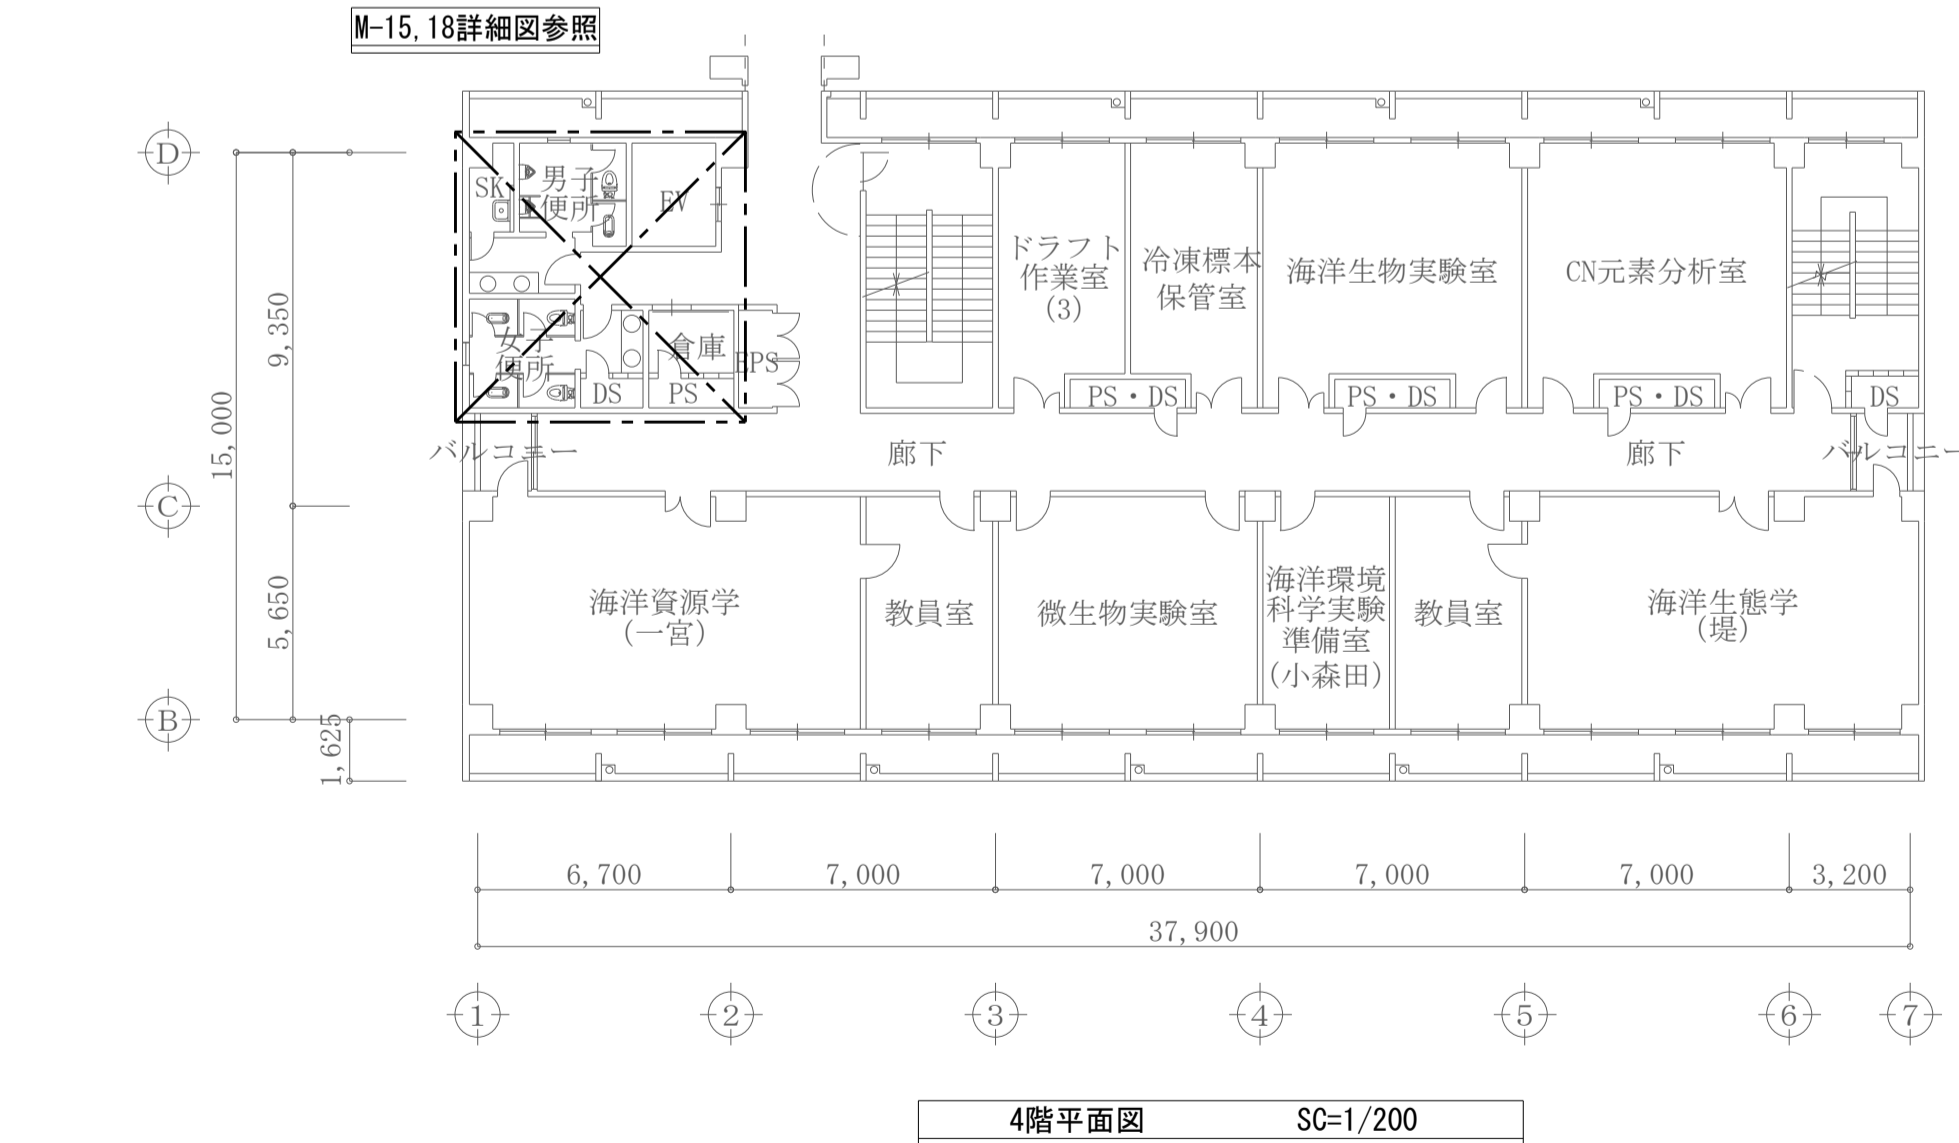 M-15,18詳細図参照
D
SK
男子
便所
EV
ドラフト
作業室
(3)
冷凍標本
保管室
海洋生物実験室
CN元素分析室
9,350
15,000
女子
便所
倉庫
EPS
DS
PS
PS・DS
PS・DS
PS・DS
DS
バルコニー
廊下
廊下
バルコニー
C
5,650
海洋資源学
(一宮)
教員室
微生物実験室
海洋環境
科学実験
準備室
(小森田)
教員室
海洋生態学
(堤)
B
1,625
6,700
7,000
7,000
7,000
7,000
3,200
37,900
1
2
3
4
5
6
7
4階平面図 SC=1/200